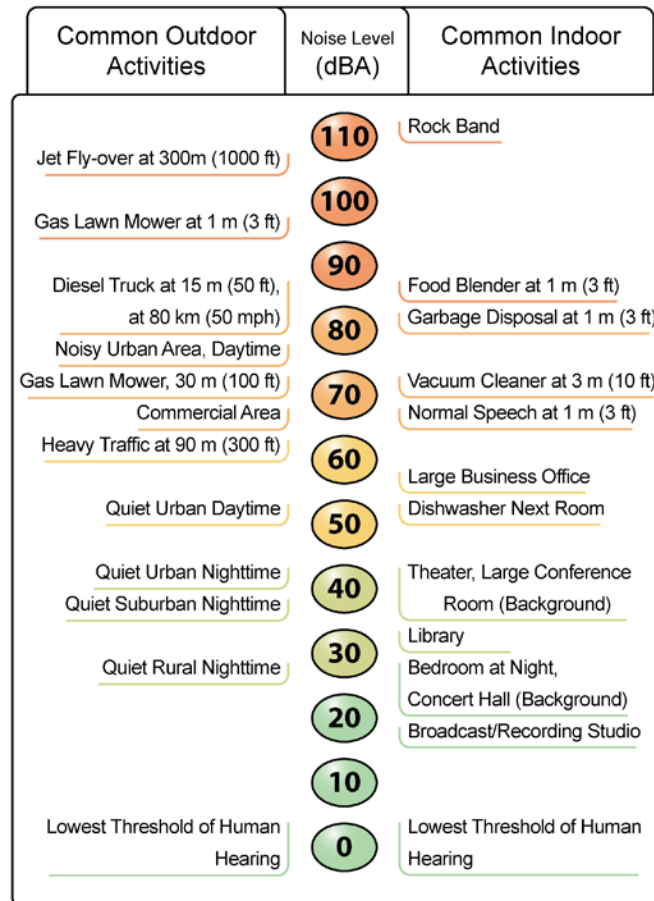 Common Outdoor
Activities
Noise Level
(dBA)
Common Indoor
Activities
110
Rock Band
Jet Fly-over at 300m (1000 ft)
100
Gas Lawn Mower at 1 m (3 ft)
90
Diesel Truck at 15 m (50 ft),
at 80 km (50 mph)
Food Blender at 1 m (3 ft)
80
Garbage Disposal at 1 m (3 ft)
Noisy Urban Area, Daytime
Gas Lawn Mower, 30 m (100 ft)
70
Vacuum Cleaner at 3 m (10 ft)
Commercial Area
Normal Speech at 1 m (3 ft)
Heavy Traffic at 90 m (300 ft)
60
Large Business Office
Quiet Urban Daytime
50
Dishwasher Next Room
Quiet Urban Nighttime
40
Theater, Large Conference
Room (Background)
Quiet Suburban Nighttime
30
Library
Quiet Rural Nighttime
Bedroom at Night,
Concert Hall (Background)
20
Broadcast/Recording Studio
10
Lowest Threshold of Human
Hearing
0
Lowest Threshold of Human
Hearing